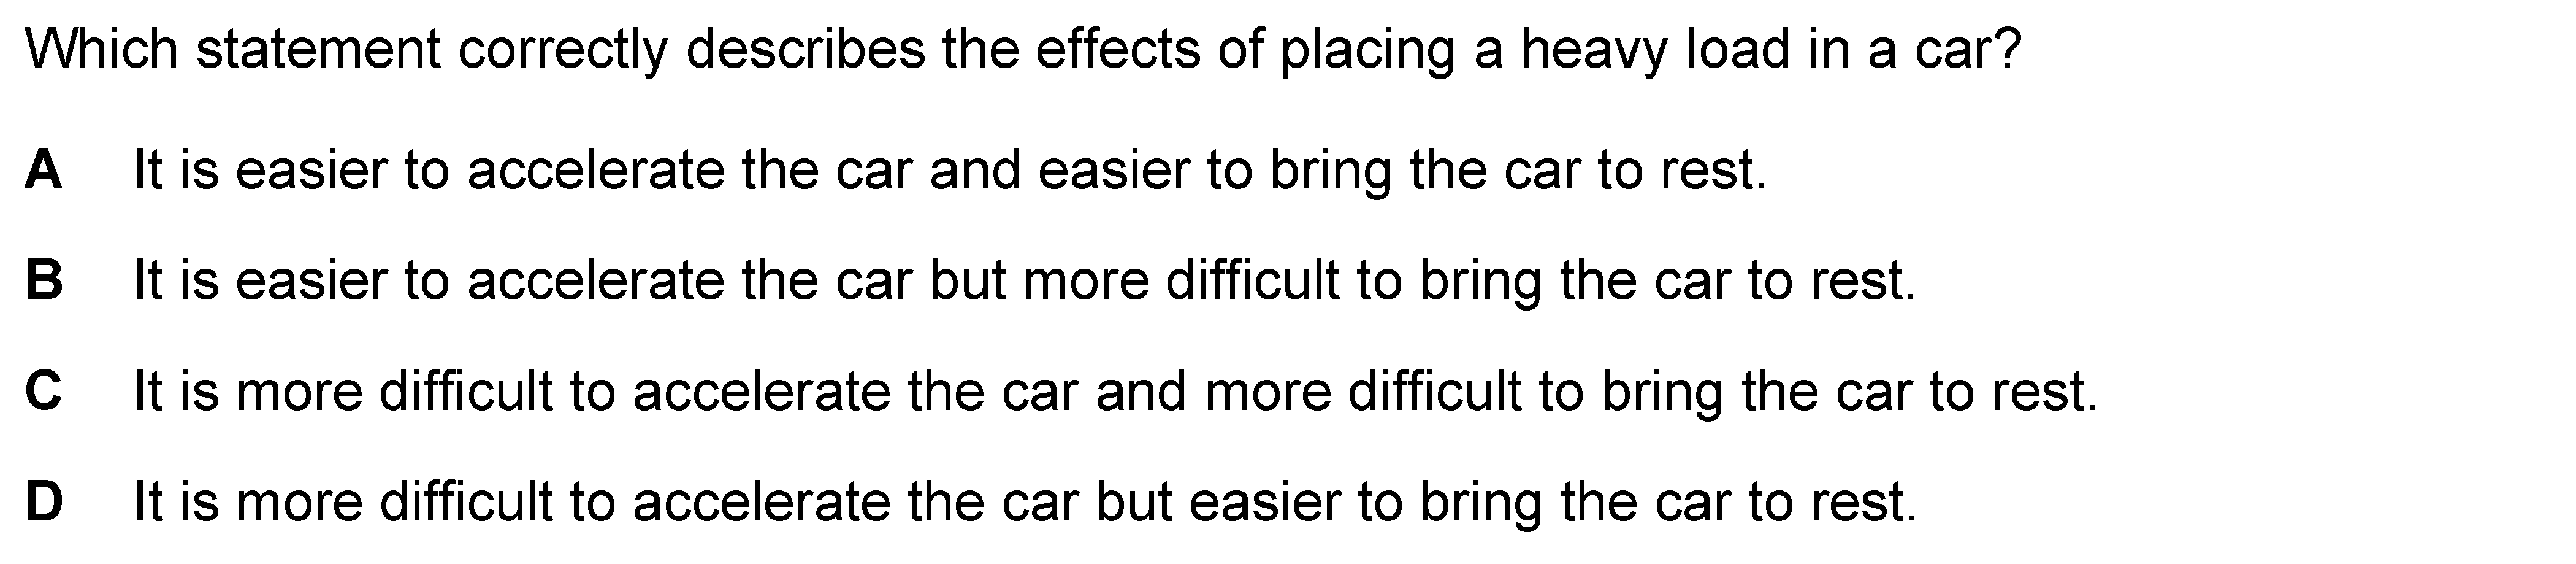 Which statement correctly describes the effects of placing a heavy load in a car?
A It is easier to accelerate the car and easier to bring the car to rest.
B It is easier to accelerate the car but more difficult to bring the car to rest.
C It is more difficult to accelerate the car and more difficult to bring the car to rest.
D It is more difficult to accelerate the car but easier to bring the car to rest.